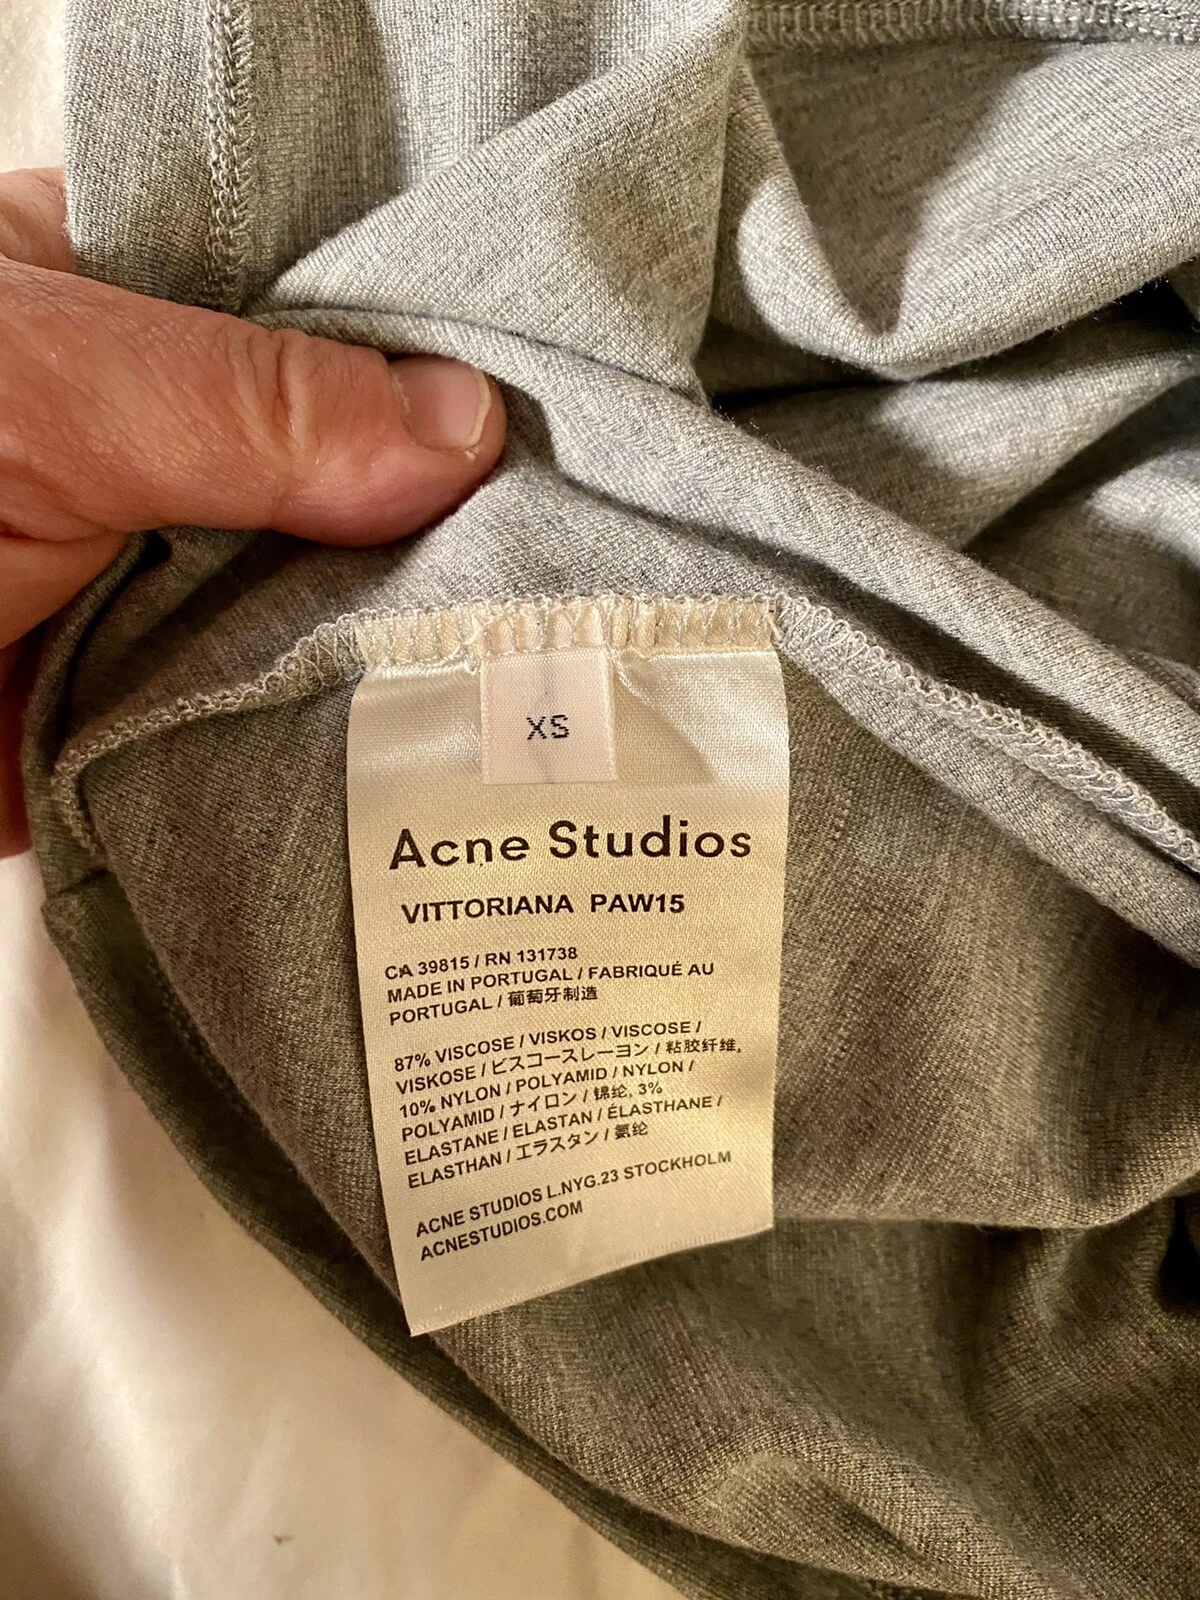 XS
Acne Studios
VITTORIANA PAW15
CA 39815 / RN 131738
MADE IN PORTUGAL / FABRIQUÉ AU
PORTUGAL / 葡萄牙制造
87% VISCOSE / VISKOS / VISCOSE /
VISKOSE / ビスコースレーヨン / 粘胶纤维,
10% NYLON / POLYAMID / NYLON /
POLYAMID / ナイロン / 锦纶, 3%
ELASTANE / ELASTAN / ÉLASTHANE /
ELASTHAN / エラスタン / 氨纶
ACNE STUDIOS L.NYG.23 STOCKHOLM
ACNESTUDIOS.COM